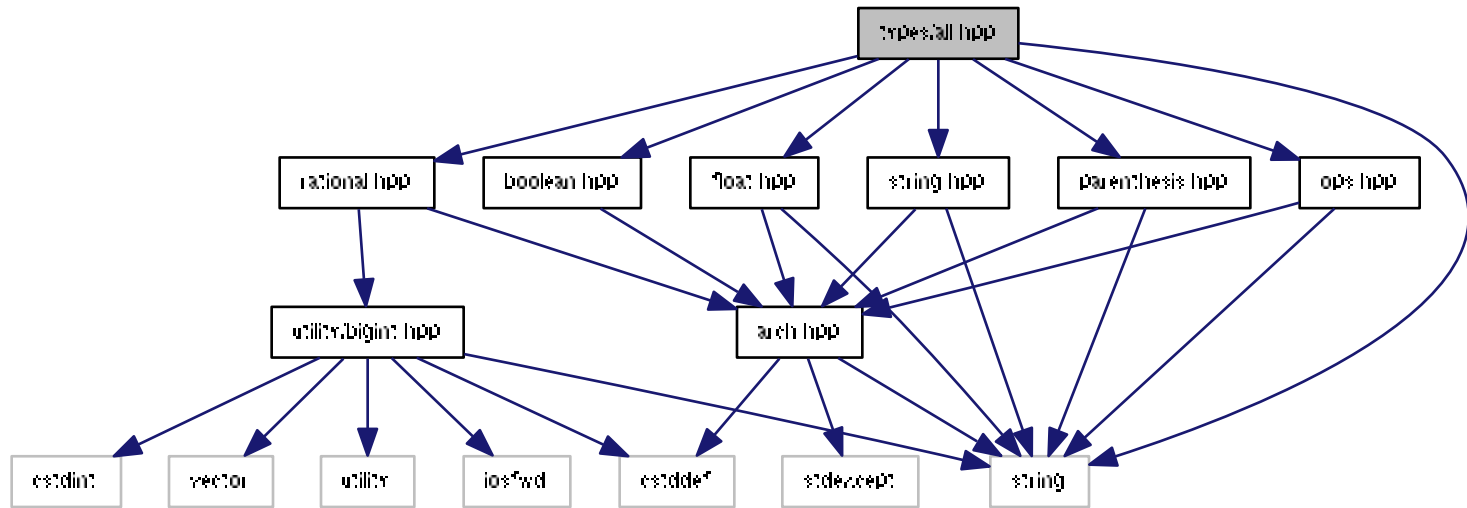 types/all.hpp
rational.hpp
boolean.hpp
float.hpp
string.hpp
parenthesis.hpp
ops.hpp
utility/bigint.hpp
arch.hpp
cstdint
vector
utility
iosfwd
cstddef
stdexcept
string